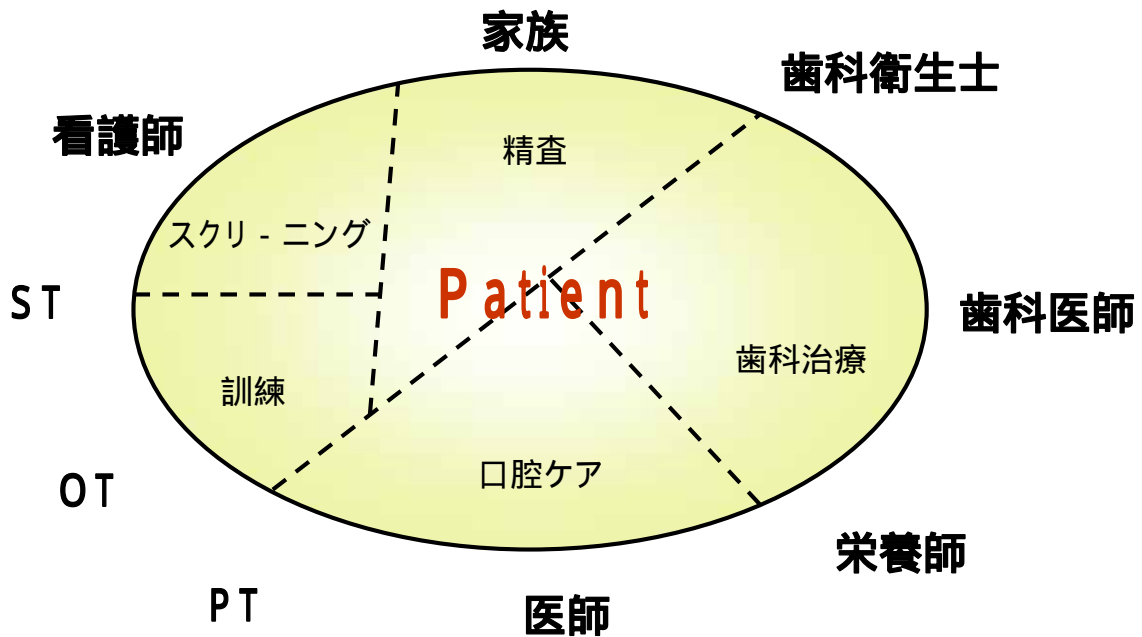 家族
歯科衛生士
看護師
精査
スクリ - ニング
Patient
ST
歯科医師
歯科治療
訓練
口腔ケア
OT
栄養師
PT
医師